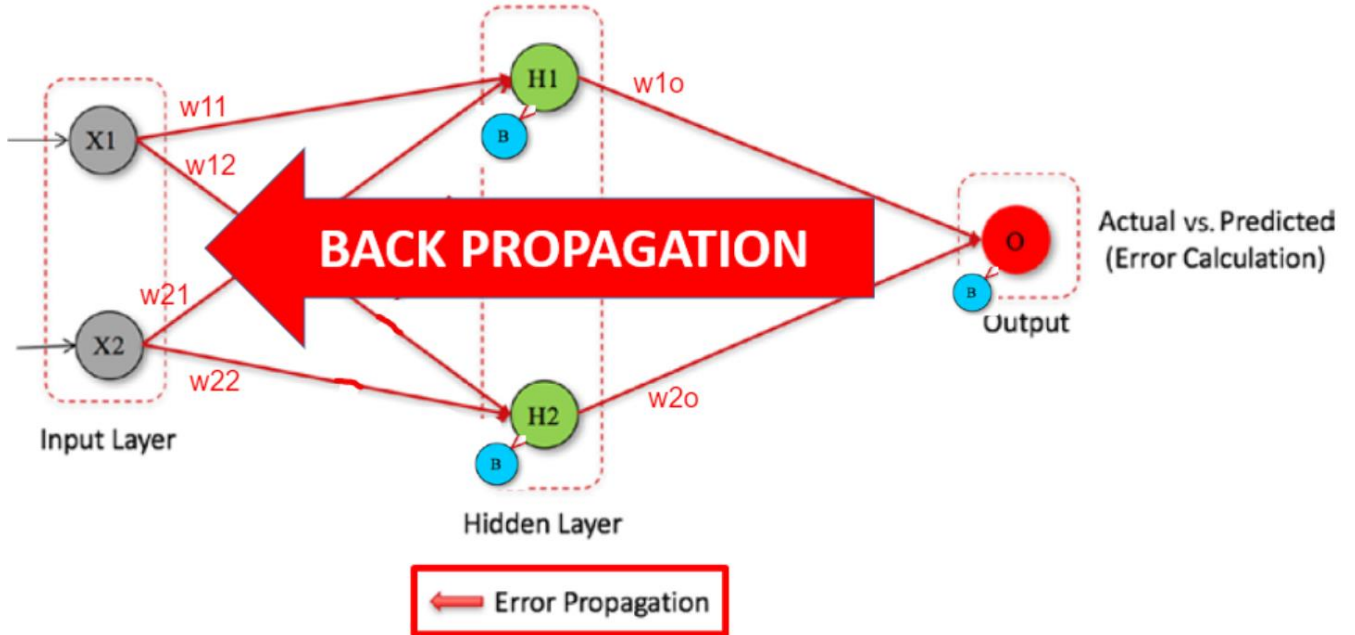 H1
w1o
w11
X1
B
w12
BACK PROPAGATION
O
Actual vs. Predicted
(Error Calculation)
w21
B
Output
X2
w22
w2o
H2
Input Layer
B
Hidden Layer
Error Propagation